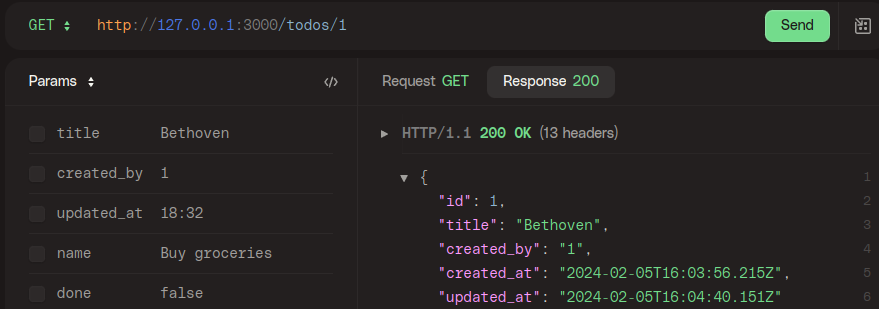 GET http://127.0.0.1:3000/todos/1 Send
Params </> Request GET Response 200
title Bethoven
created_by 1
updated_at 18:32
name Buy groceries
done false
HTTP/1.1 200 OK (13 headers)
{ 1
"id": 1, 2
"title": "Bethoven", 3
"created_by": "1", 4
"created_at": "2024-02-05T16:03:56.215Z", 5
"updated_at": "2024-02-05T16:04:40.151Z" 6